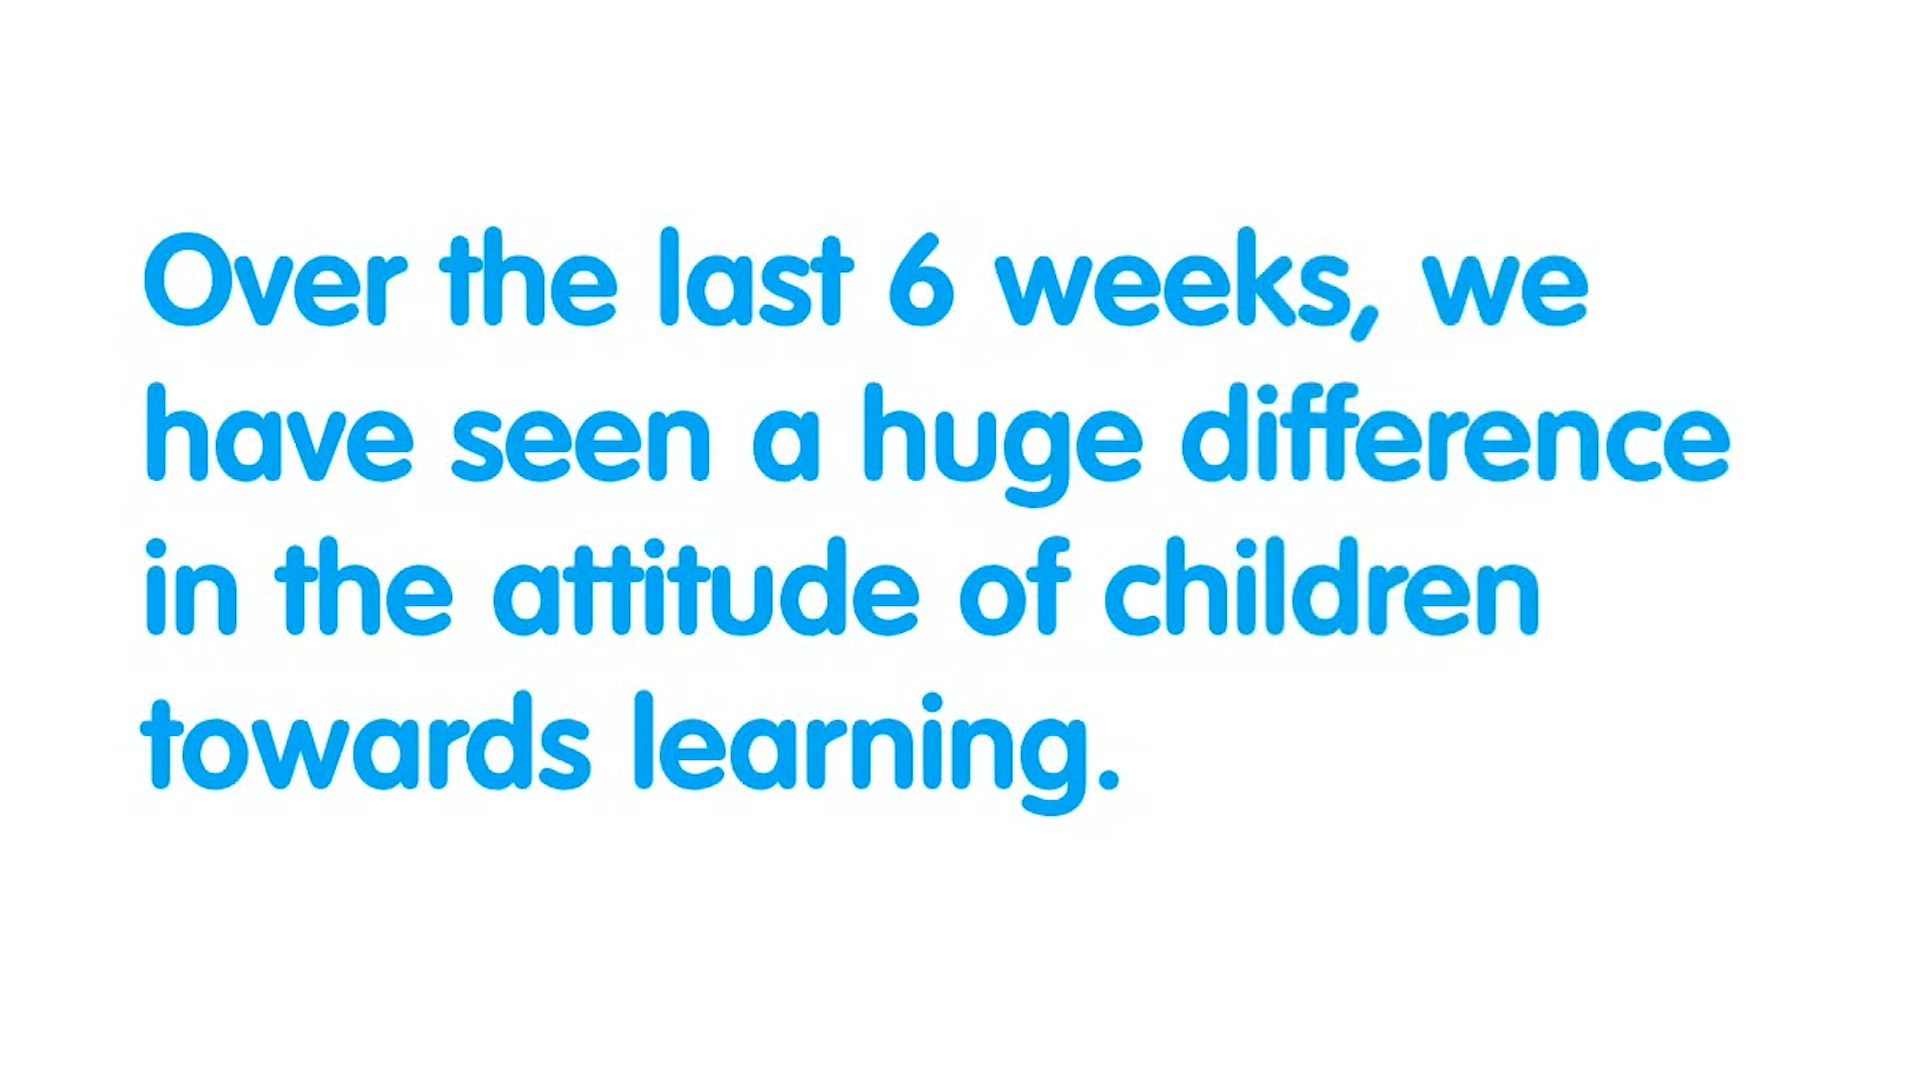 Over the last 6 weeks, we
have seen a huge difference
in the attitude of children
towards learning.